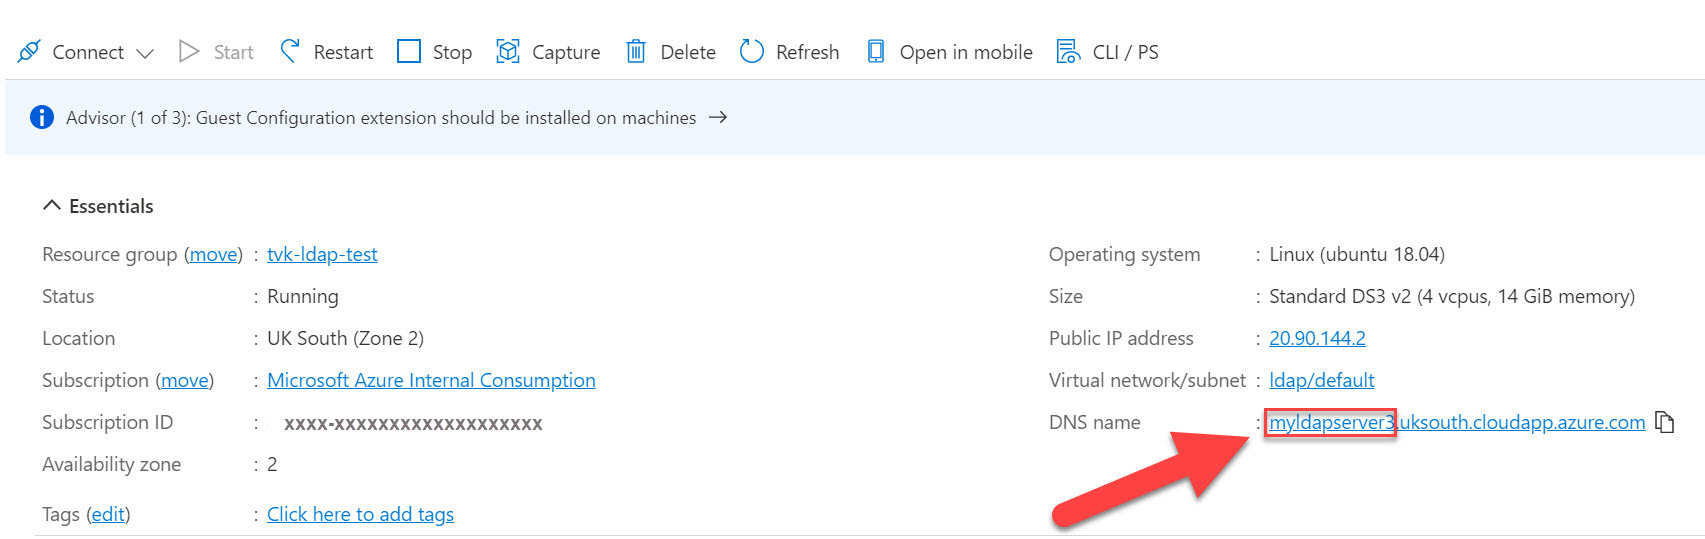 Connect Start Restart Stop Capture Delete Refresh Open in mobile CLI / PS
Advisor (1 of 3): Guest Configuration extension should be installed on machines →
Essentials
Resource group (move) : tvk-ldap-test
Status : Running
Location : UK South (Zone 2)
Subscription (move) : Microsoft Azure Internal Consumption
Subscription ID : xxxx-xxxxxxxxxxxxxxxxxxx
Availability zone : 2
Tags (edit) : Click here to add tags
Operating system : Linux (ubuntu 18.04)
Size : Standard DS3 v2 (4 vcpus, 14 GiB memory)
Public IP address : 20.90.144.2
Virtual network/subnet : ldap/default
DNS name : myldapserver3.uksouth.cloudapp.azure.com